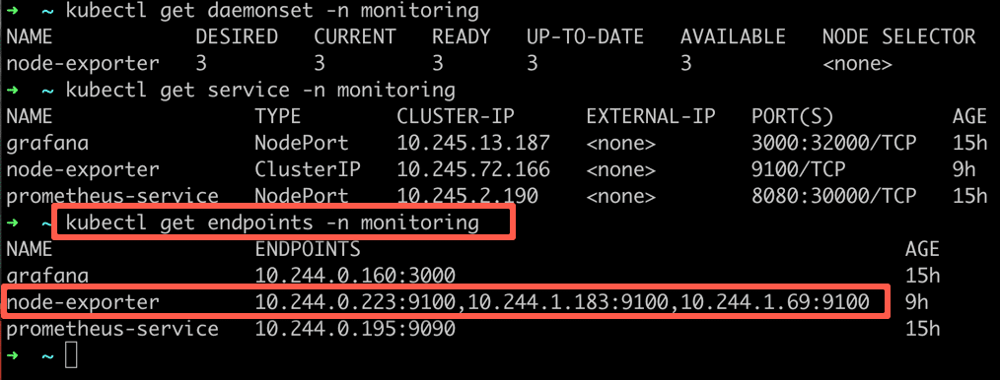 ➜ ~ kubectl get daemonset -n monitoring
NAME DESIRED CURRENT READY UP-TO-DATE AVAILABLE NODE SELECTOR
node-exporter 3 3 3 3 3 <none>
➜ ~ kubectl get service -n monitoring
NAME TYPE CLUSTER-IP EXTERNAL-IP PORT(S) AGE
grafana NodePort 10.245.13.187 <none> 3000:32000/TCP 15h
node-exporter ClusterIP 10.245.72.166 <none> 9100/TCP 9h
prometheus-service NodePort 10.245.2.190 <none> 8080:30000/TCP 15h
➜ ~ kubectl get endpoints -n monitoring
NAME ENDPOINTS AGE
grafana 10.244.0.160:3000 15h
node-exporter 10.244.0.223:9100,10.244.1.183:9100,10.244.1.69:9100 9h
prometheus-service 10.244.0.195:9090 15h
➜ ~